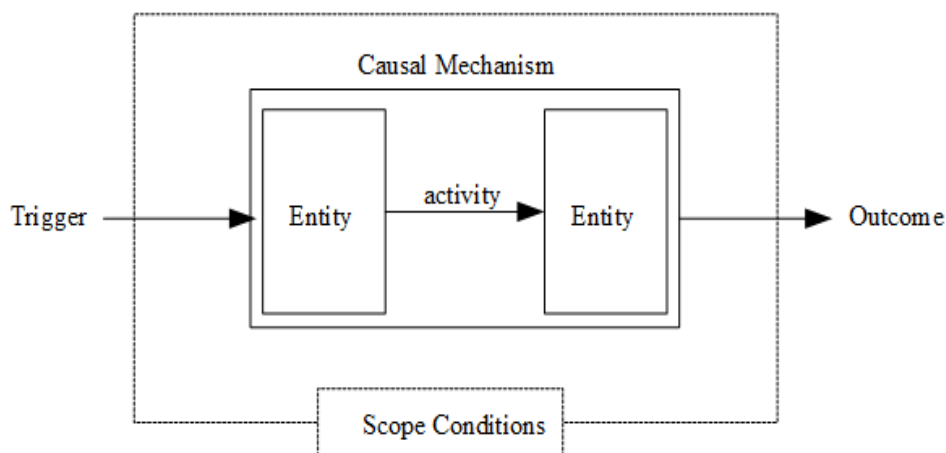 Causal Mechanism
Trigger
Entity
activity
Entity
Outcome
Scope Conditions